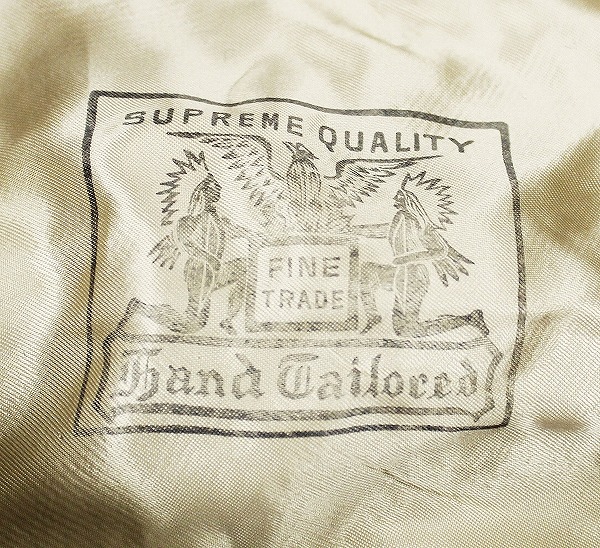 SUPREME QUALITY
FINE
TRADE
Hand Tailored